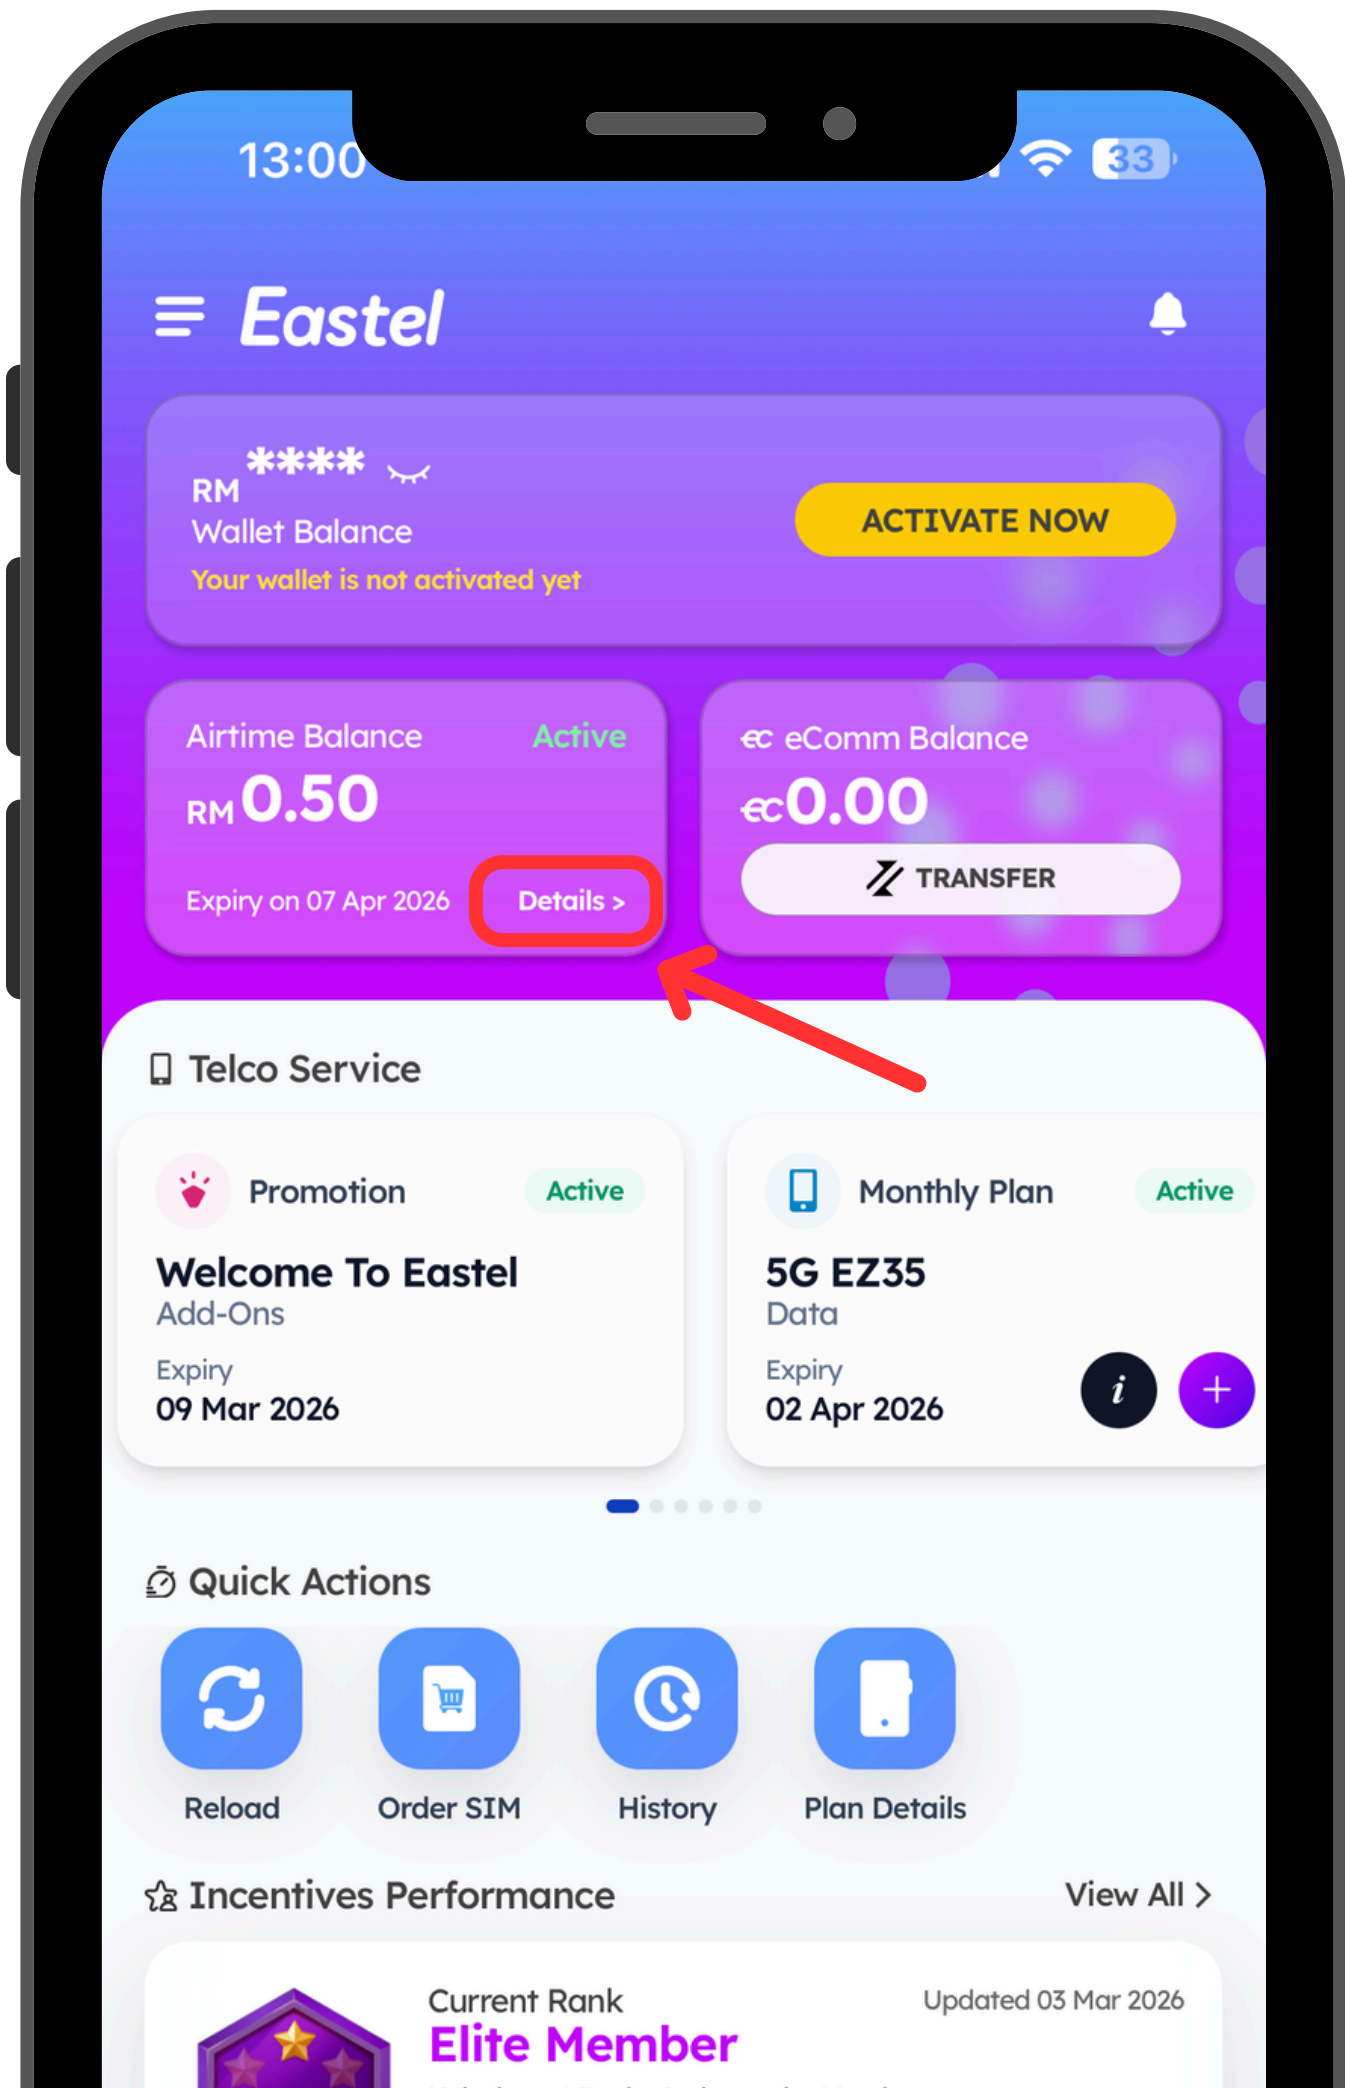 13:00
33
Eastel
RM **** 
Wallet Balance
Your wallet is not activated yet
ACTIVATE NOW
Airtime Balance
Active
RM 0.50
Expiry on 07 Apr 2026
Details >
eC eComm Balance
eC 0.00
TRANSFER
Telco Service
Promotion
Active
Welcome To Eastel
Add-Ons
Expiry
09 Mar 2026
Monthly Plan
Active
5G EZ35
Data
Expiry
02 Apr 2026
i
+
Quick Actions
Reload
Order SIM
History
Plan Details
Incentives Performance
View All >
Current Rank
Updated 03 Mar 2026
Elite Member